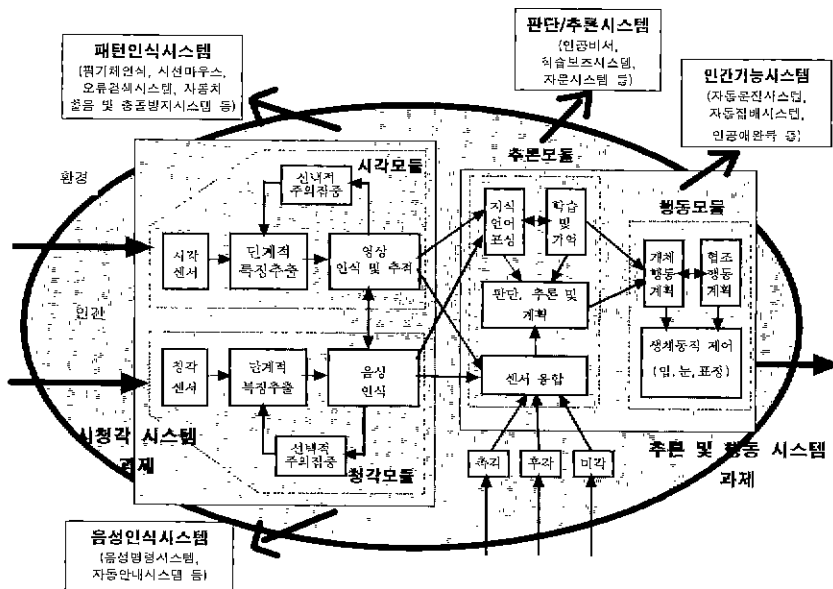 패턴인식시스템
(필기체인식, 시선마우스,
오류검색시스템, 자동차
졸음 및 충돌방지시스템 등)
판단/추론시스템
(인공비서,
학습보조시스템,
자문시스템 등)
인간기능시스템
(자동운전시스템,
자동집배시스템,
인공애완동물 등)
환경
인간
시각모듈
선택적
주의집중
시각
센서
단계적
특징추출
영상
인식 및 추적
청각
센서
단계적
특징추출
음성
인식
선택적
주의집중
청각모듈
시청각 시스템
과제
추론모듈
지식
언어
표상
학습
및
기억
판단, 추론 및
계획
센서 융합
촉각
후각
미각
행동모듈
개체
행동
계획
협조
행동
계획
생체동작 제어
(입, 눈, 표정)
추론 및 행동 시스템
과제
음성인식시스템
(음성명령시스템,
자동안내시스템 등)